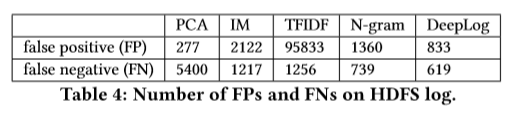 PCA IM TFIDF N-gram DeepLog
false positive (FP) 277 2122 95833 1360 833
false negative (FN) 5400 1217 1256 739 619
Table 4: Number of FPs and FNs on HDFS log.